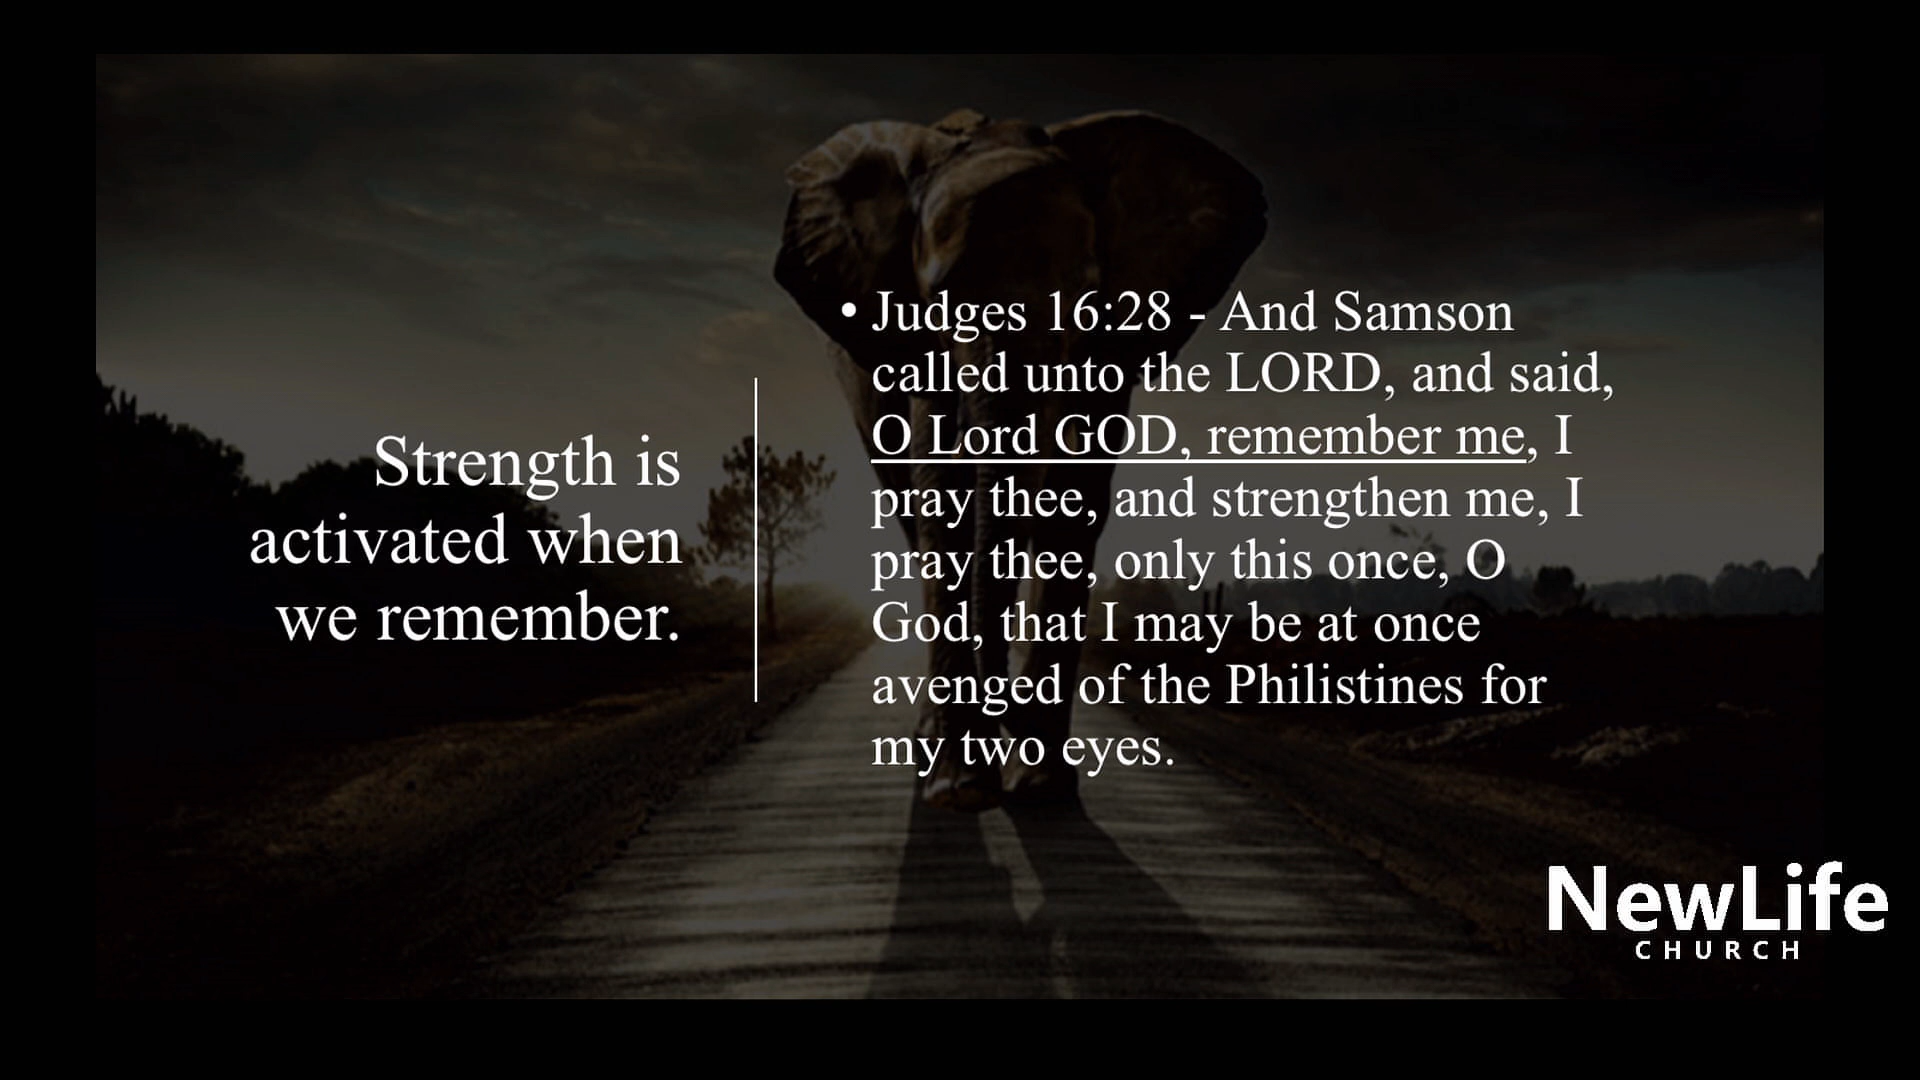 Strength is
activated when
we remember.
• Judges 16:28 - And Samson
called unto the LORD, and said,
O Lord GOD, remember me, I
pray thee, and strengthen me, I
pray thee, only this once, O
God, that I may be at once
avenged of the Philistines for
my two eyes.
NewLife
CHURCH